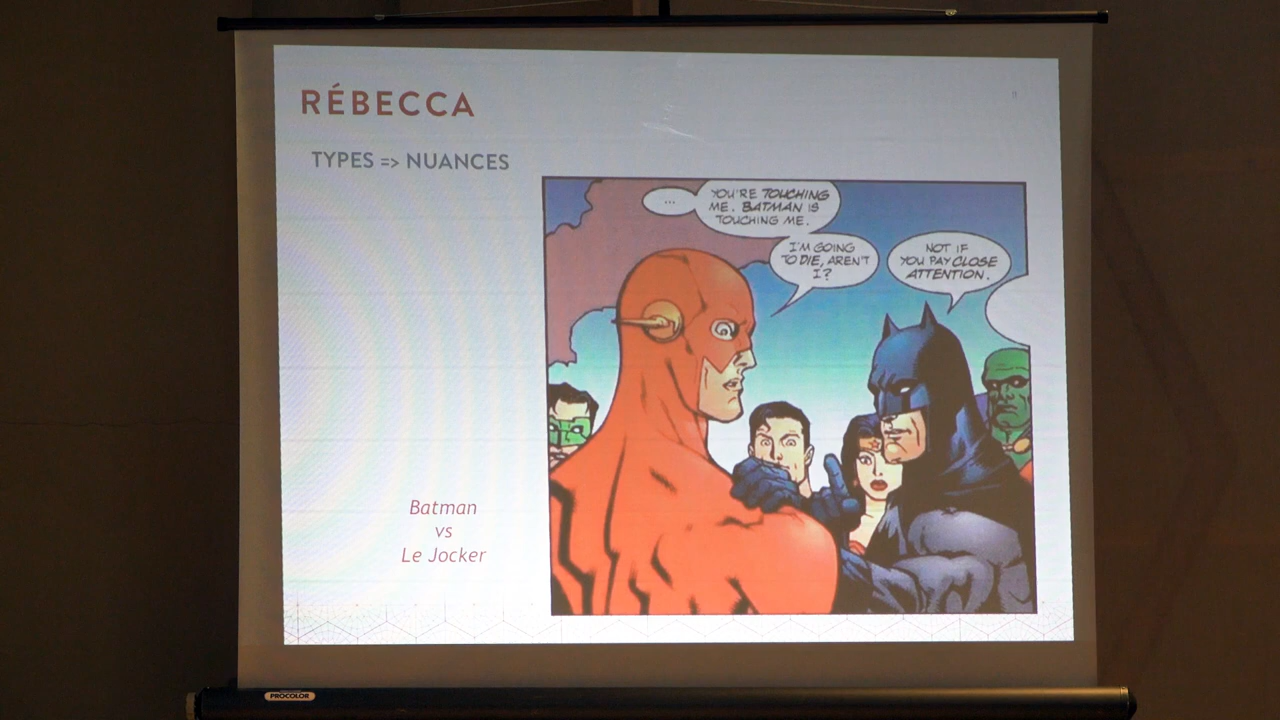 RÉBECCA
TYPES => NUANCES
...
YOU'RE TOUCHING
ME. BATMAN IS
TOUCHING ME.
I'M GOING
TO DIE, AREN'T
I?
NOT IF
YOU PAY CLOSE
ATTENTION.
Batman
vs
Le Jocker
PROCOLOR